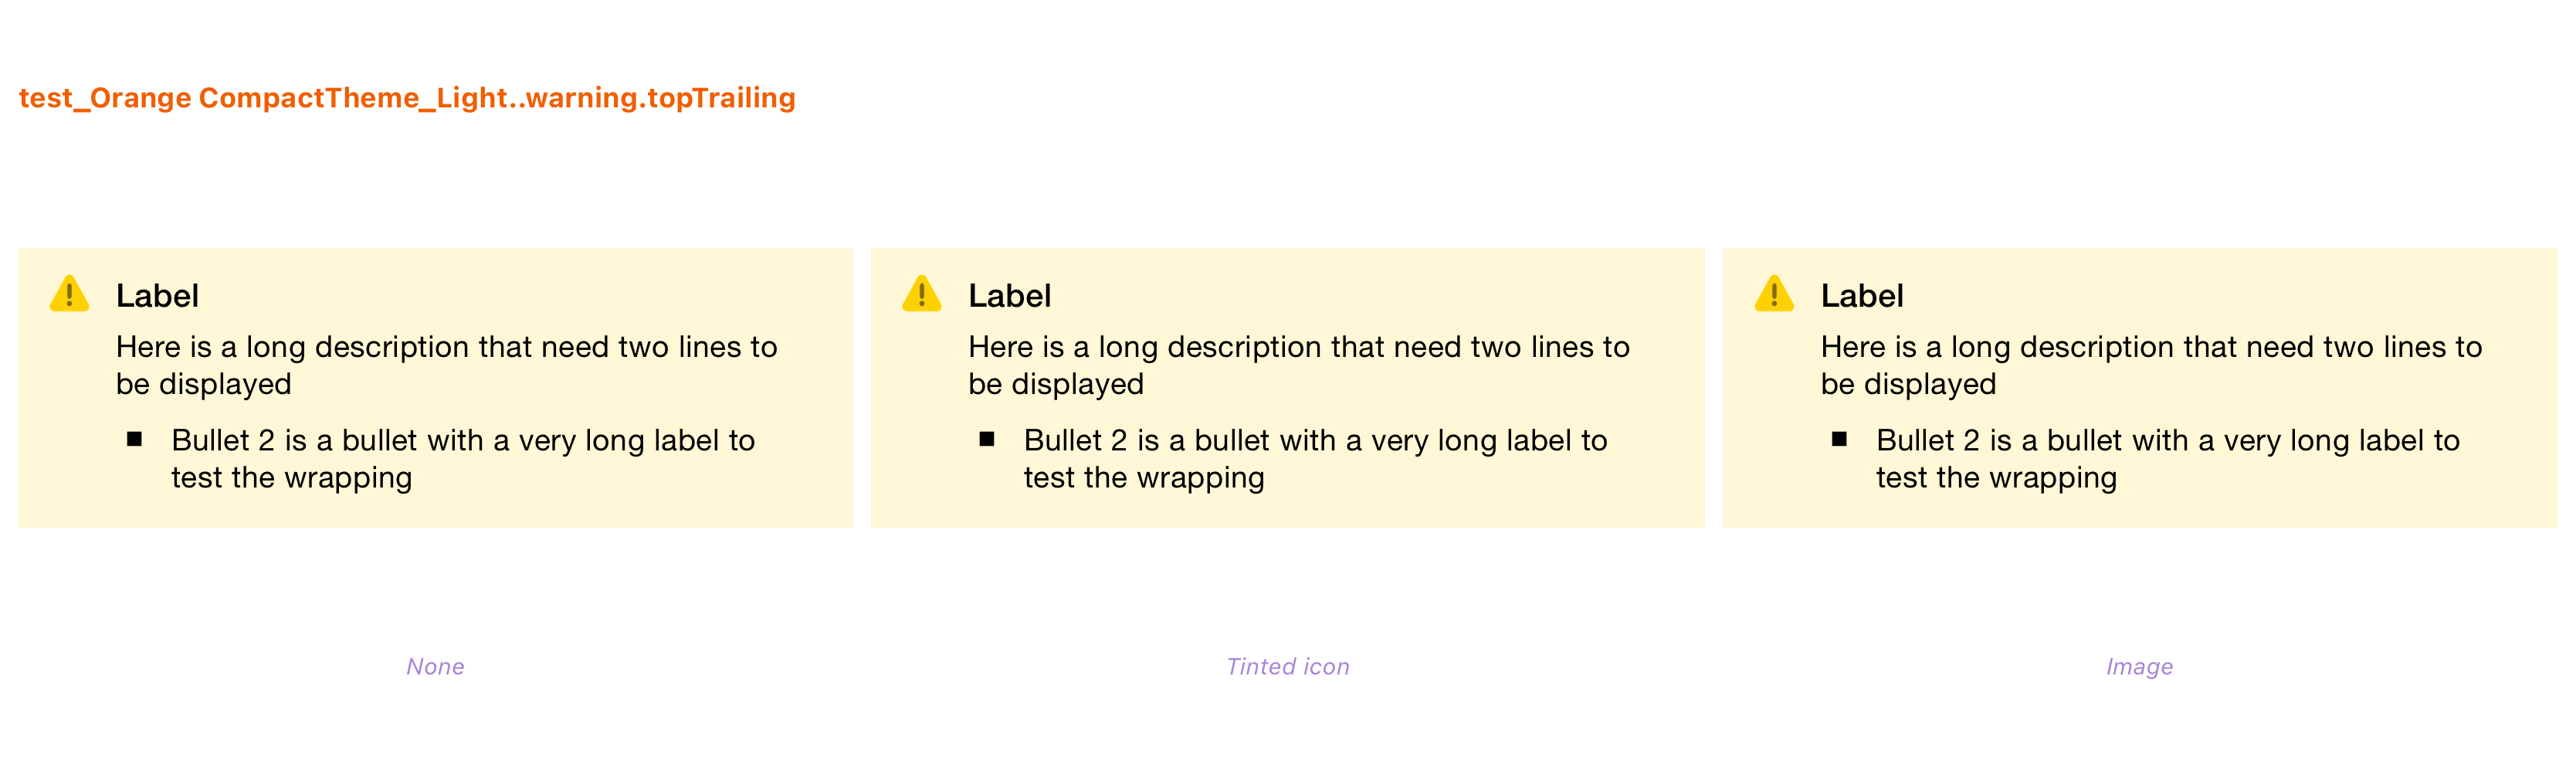 test_Orange CompactTheme_Light..warning.topTrailing
Label
Here is a long description that need two lines to
be displayed
Bullet 2 is a bullet with a very long label to
test the wrapping
Label
Here is a long description that need two lines to
be displayed
Bullet 2 is a bullet with a very long label to
test the wrapping
Label
Here is a long description that need two lines to
be displayed
Bullet 2 is a bullet with a very long label to
test the wrapping
None
Tinted icon
Image